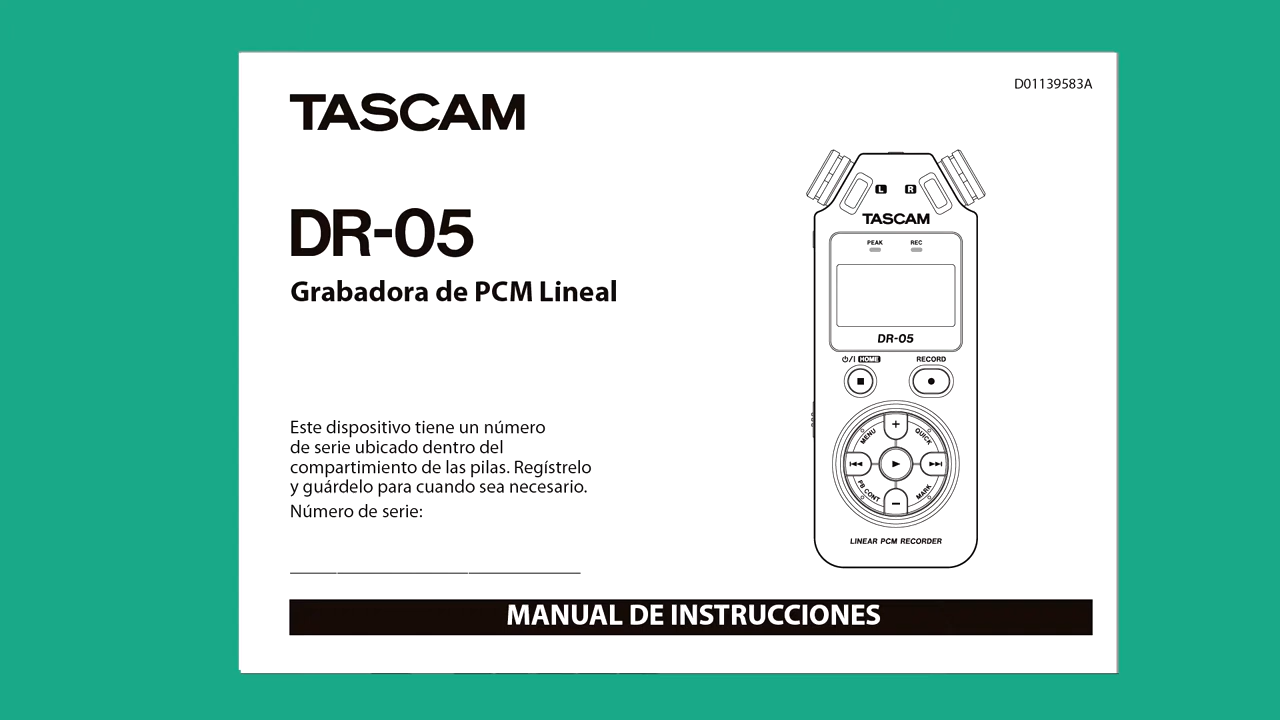 D01139583A
TASCAM
DR-05
Grabadora de PCM Lineal
Este dispositivo tiene un número
de serie ubicado dentro del
compartimiento de las pilas. Regístrelo
y guárdelo para cuando sea necesario.
Número de serie:
L R
TASCAM
PEAK REC
DR-05
⏻/I HOME RECORD
MENU + QUICK
PB CONT − MARK
LINEAR PCM RECORDER
MANUAL DE INSTRUCCIONES